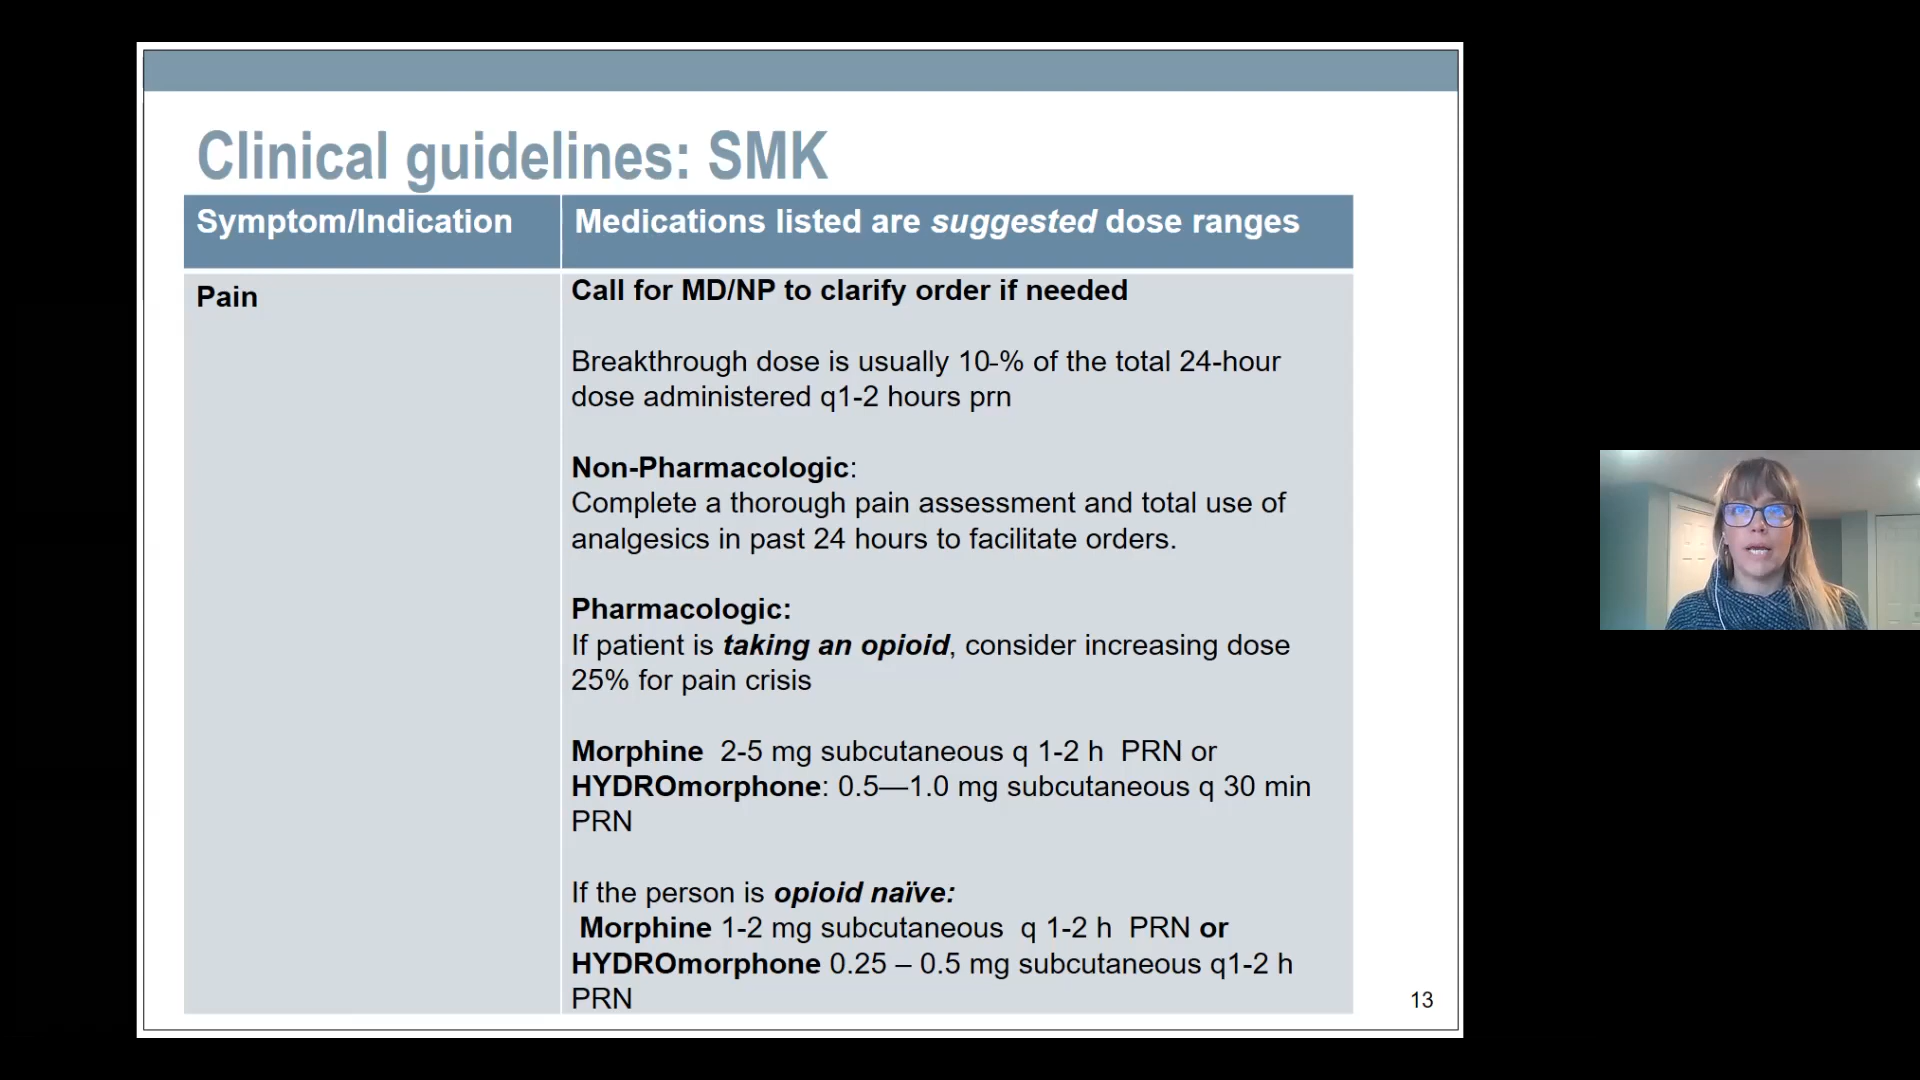 Clinical guidelines: SMK
Symptom/Indication
Medications listed are suggested dose ranges
Pain
Call for MD/NP to clarify order if needed
Breakthrough dose is usually 10-% of the total 24-hour
dose administered q1-2 hours prn
Non-Pharmacologic:
Complete a thorough pain assessment and total use of
analgesics in past 24 hours to facilitate orders.
Pharmacologic:
If patient is taking an opioid, consider increasing dose
25% for pain crisis
Morphine  2-5 mg subcutaneous q 1-2 h  PRN or
HYDROmorphone: 0.5—1.0 mg subcutaneous q 30 min
PRN
If the person is opioid naïve:
Morphine 1-2 mg subcutaneous  q 1-2 h  PRN or
HYDROmorphone 0.25 – 0.5 mg subcutaneous q1-2 h
PRN
13